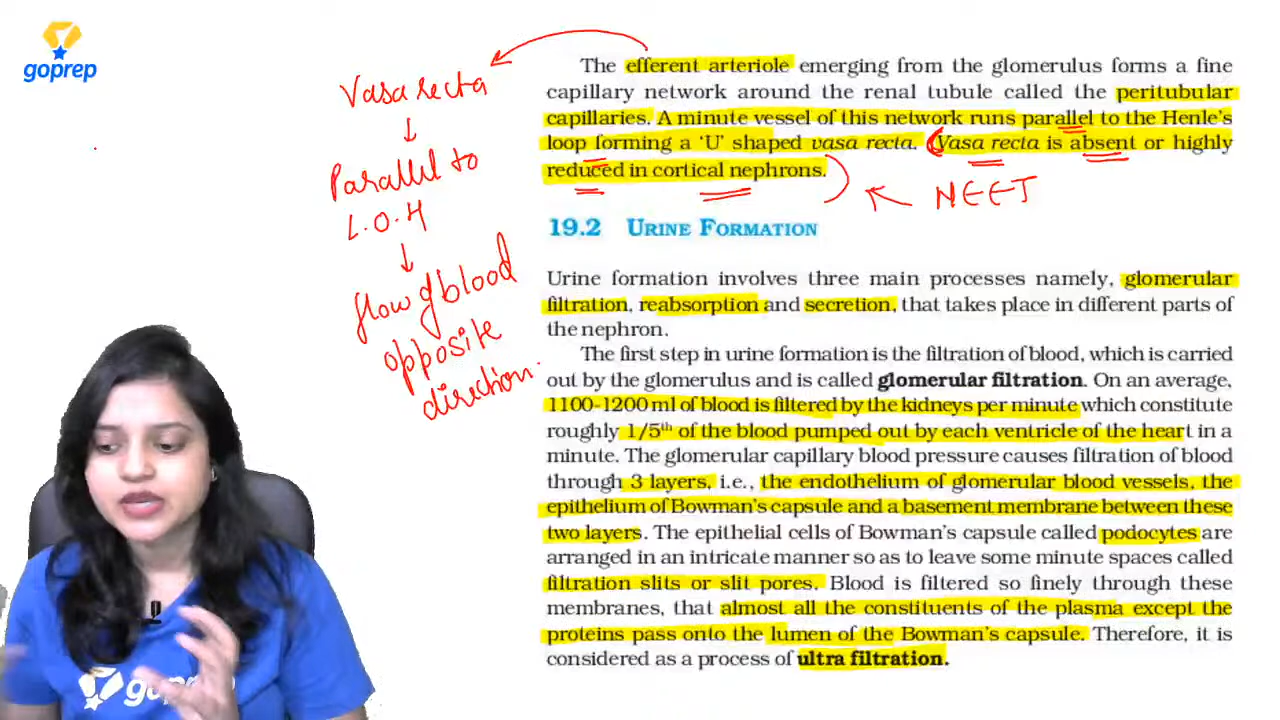 goprep
Vasa recta
Parallel to
L.O.H
flow of blood
opposite
direction.
The efferent arteriole emerging from the glomerulus forms a fine
capillary network around the renal tubule called the peritubular
capillaries. A minute vessel of this network runs parallel to the Henle's
loop forming a 'U' shaped vasa recta. Vasa recta is absent or highly
reduced in cortical nephrons.
NEET
19.2 URINE FORMATION
Urine formation involves three main processes namely, glomerular
filtration, reabsorption and secretion, that takes place in different parts of
the nephron.
The first step in urine formation is the filtration of blood, which is carried
out by the glomerulus and is called glomerular filtration. On an average,
1100-1200 ml of blood is filtered by the kidneys per minute which constitute
roughly 1/5th of the blood pumped out by each ventricle of the heart in a
minute. The glomerular capillary blood pressure causes filtration of blood
through 3 layers, i.e., the endothelium of glomerular blood vessels, the
epithelium of Bowman's capsule and a basement membrane between these
two layers. The epithelial cells of Bowman's capsule called podocytes are
arranged in an intricate manner so as to leave some minute spaces called
filtration slits or slit pores. Blood is filtered so finely through these
membranes, that almost all the constituents of the plasma except the
proteins pass onto the lumen of the Bowman's capsule. Therefore, it is
considered as a process of ultra filtration.
goprep